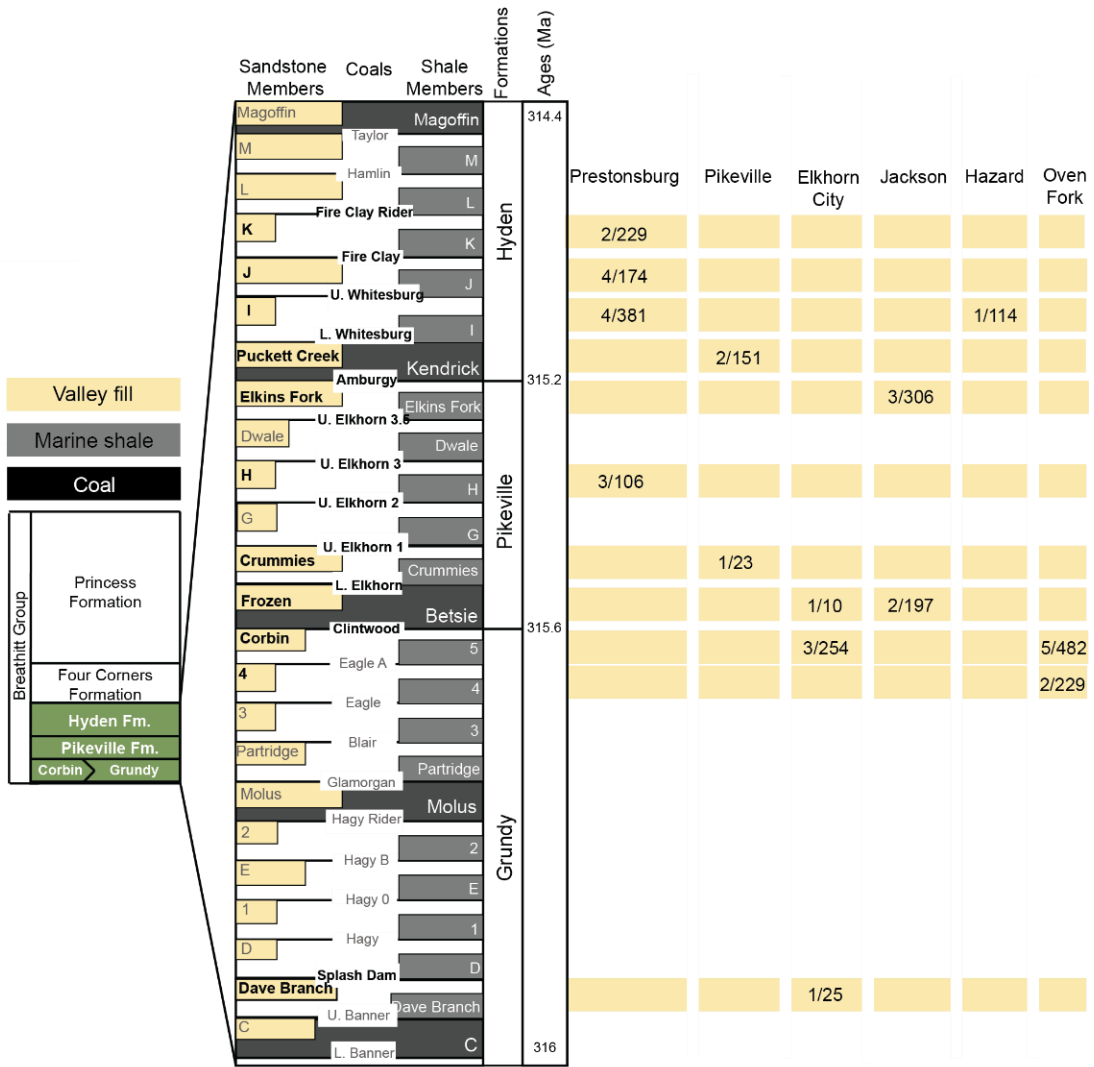 Sandstone
Members
Coals
Shale
Members
Formations
Ages (Ma)
Magoffin
Magoffin
314.4
Taylor
M
M
Hamlin
L
L
Fire Clay Rider
K
K
Fire Clay
J
J
U. Whitesburg
I
I
L. Whitesburg
Puckett Creek
Kendrick
Hyden
Amburgy
315.2
Elkins Fork
Elkins Fork
U. Elkhorn 3.5
Dwale
Dwale
U. Elkhorn 3
H
H
U. Elkhorn 2
G
G
U. Elkhorn 1
Crummies
Crummies
L. Elkhorn
Frozen
Betsie
Pikeville
Clintwood
315.6
Corbin
5
Eagle A
4
4
Eagle
3
3
Blair
Partridge
Partridge
Glamorgan
Molus
Molus
Hagy Rider
2
2
Hagy B
E
E
Hagy 0
1
1
Hagy
D
D
Splash Dam
Dave Branch
Dave Branch
U. Banner
C
C
L. Banner
Grundy
316
Valley fill
Marine shale
Coal
Breathitt Group
Princess
Formation
Four Corners
Formation
Hyden Fm.
Pikeville Fm.
Corbin
Grundy
Prestonsburg
Pikeville
Elkhorn
City
Jackson
Hazard
Oven
Fork
2/229
4/174
4/381
1/114
2/151
3/306
3/106
1/23
1/10
2/197
3/254
5/482
2/229
1/25